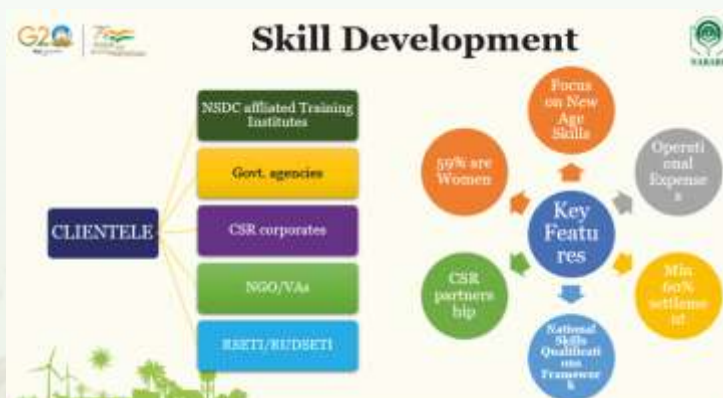 G20
Skill Development
NABARD
CLIENTELE
NSDC affliated Training
Institutes
Govt. agencies
CSR corporates
NGO/VAs
RSETI/RUDSETI
Key
Featu
res
Focus
on New
Age
Skills
Operati
onal
Expense
s
Min
60%
settleme
nt
National
Skills
Qualificati
ons
Framewor
k
CSR
partners
hip
59% are
Women